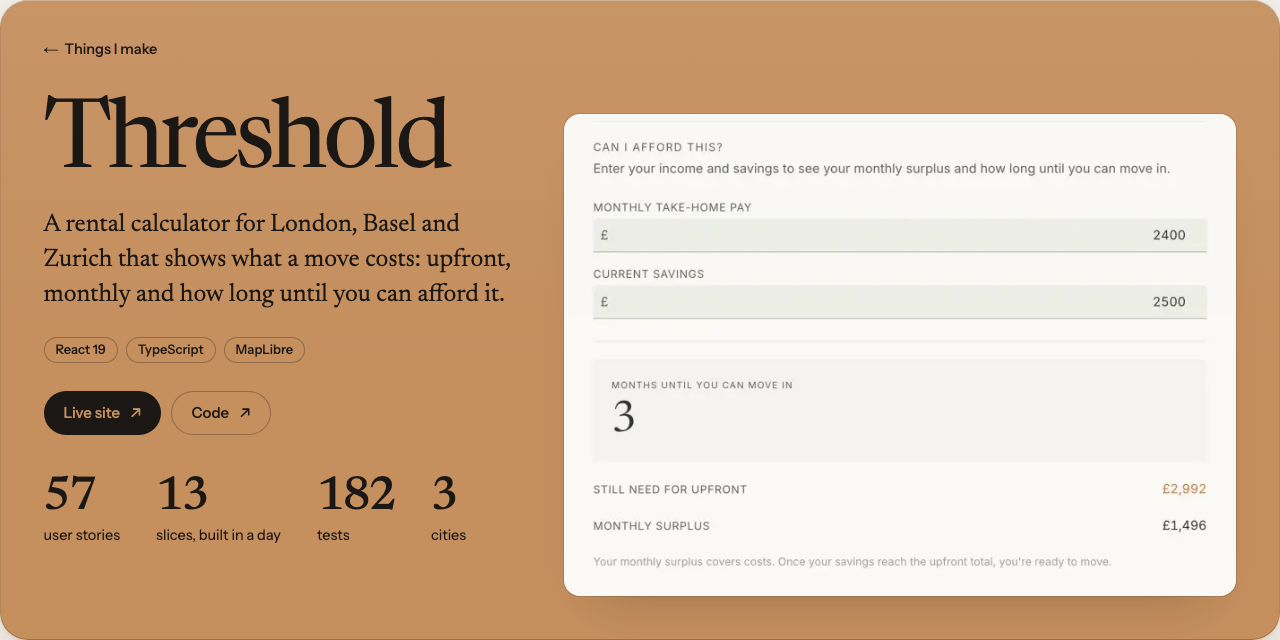 ← Things I make
Threshold
A rental calculator for London, Basel and
Zurich that shows what a move costs: upfront,
monthly and how long until you can afford it.
React 19
TypeScript
MapLibre
Live site ↗
Code ↗
57
user stories
13
slices, built in a day
182
tests
3
cities
CAN I AFFORD THIS?
Enter your income and savings to see your monthly surplus and how long until you can move in.
MONTHLY TAKE-HOME PAY
£ 2400
CURRENT SAVINGS
£ 2500
MONTHS UNTIL YOU CAN MOVE IN
3
STILL NEED FOR UPFRONT £2,992
MONTHLY SURPLUS £1,496
Your monthly surplus covers costs. Once your savings reach the upfront total, you're ready to move.